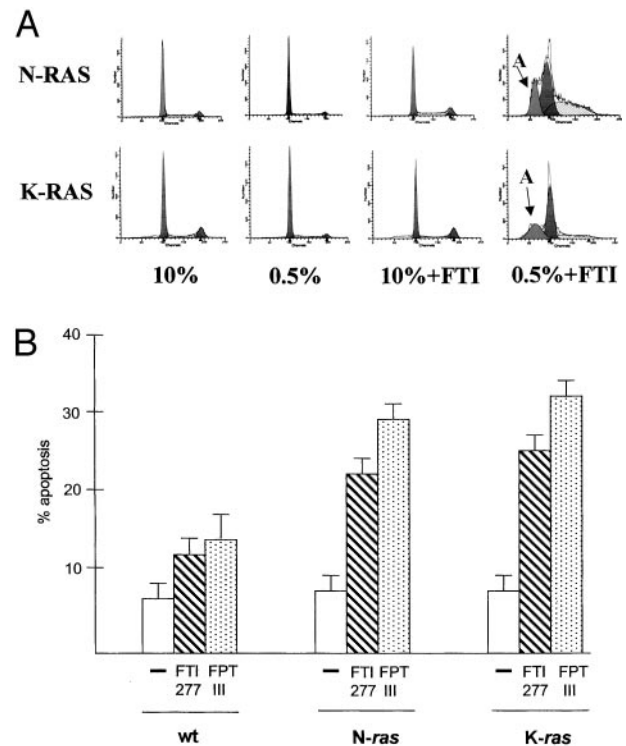 A
N-RAS
A
K-RAS
A
10% 0.5% 10%+FTI 0.5%+FTI
B
40
30
20
10
% apoptosis
– FTI 277 FPT III – FTI 277 FPT III – FTI 277 FPT III
wt N-ras K-ras